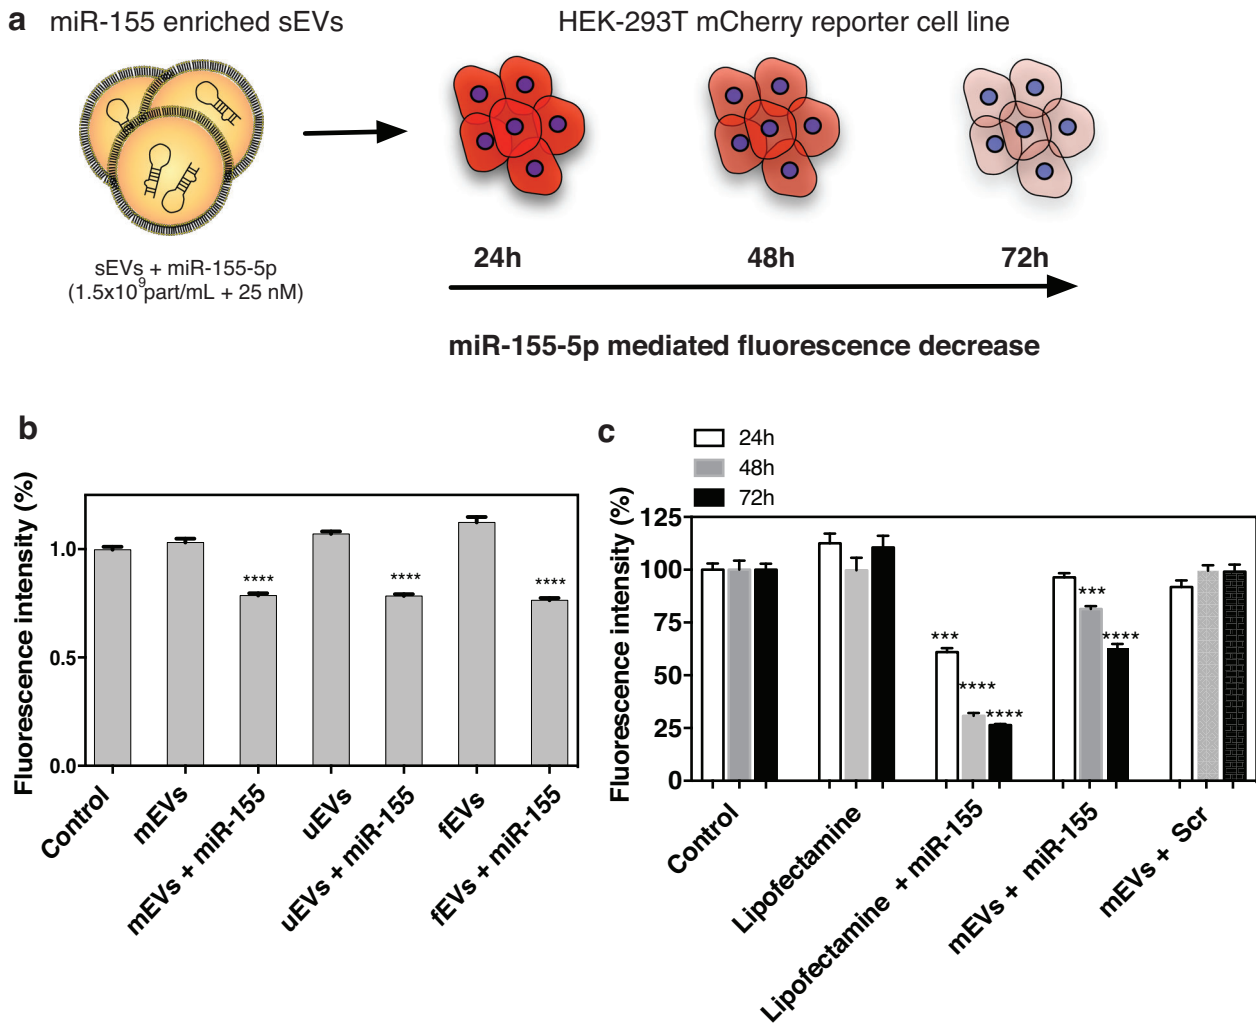 a miR-155 enriched sEVs
HEK-293T mCherry reporter cell line
sEVs + miR-155-5p
(1.5x10⁹part/mL + 25 nM)
24h
48h
72h
miR-155-5p mediated fluorescence decrease
b
Fluorescence intensity (%)
1.0
0.5
0.0
****
****
****
Control
mEVs
mEVs + miR-155
uEVs
uEVs + miR-155
fEVs
fEVs + miR-155
c
24h
48h
72h
Fluorescence intensity (%)
125
100
75
50
25
0
***
****
****
***
****
Control
Lipofectamine
Lipofectamine + miR-155
mEVs + miR-155
mEVs + Scr